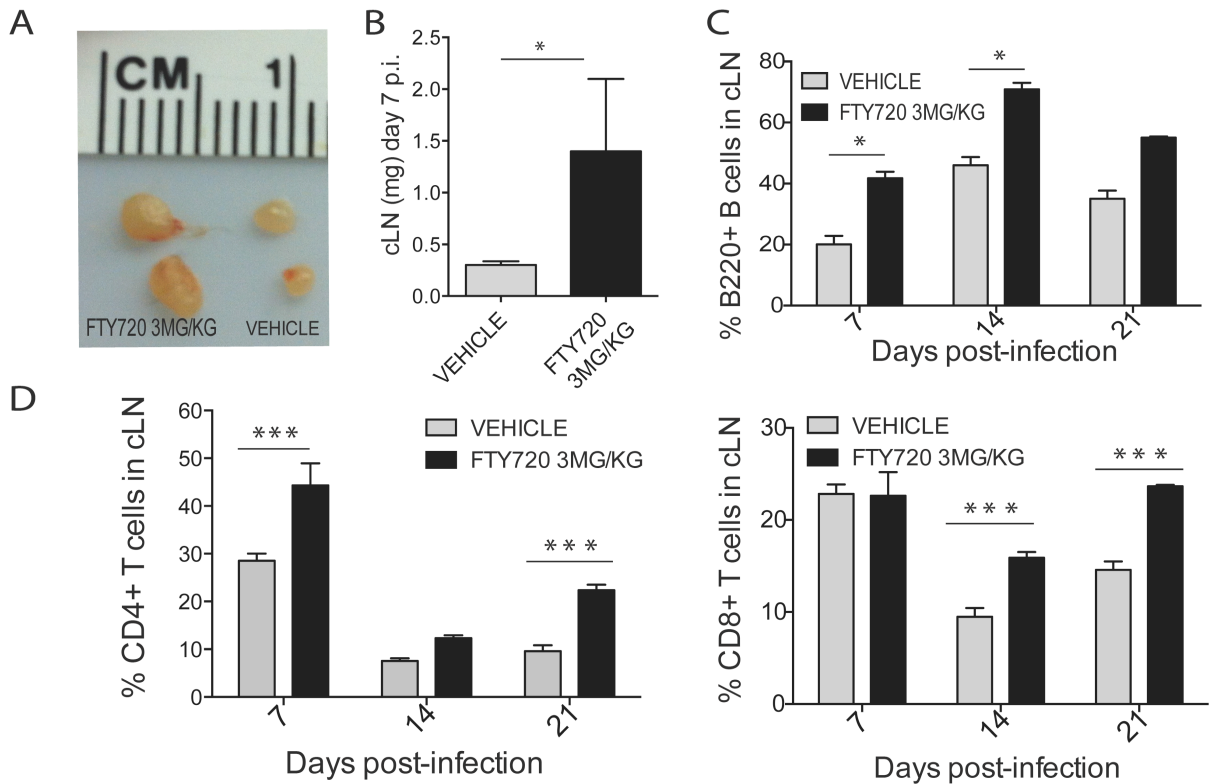 A
CM 1
FTY720 3MG/KG VEHICLE
B
cLN (mg) day 7 p.i.
2.5
2.0
1.5
1.0
0.5
0.0
*
VEHICLE
FTY720
3MG/KG
C
% B220+ B cells in cLN
80
60
40
20
0
VEHICLE
FTY720 3MG/KG
*
*
7 14 21
Days post-infection
D
% CD4+ T cells in cLN
60
50
40
30
20
10
0
VEHICLE
FTY720 3MG/KG
***
***
7 14 21
Days post-infection
% CD8+ T cells in cLN
30
20
10
0
VEHICLE
FTY720 3MG/KG
***
***
7 14 21
Days post-infection